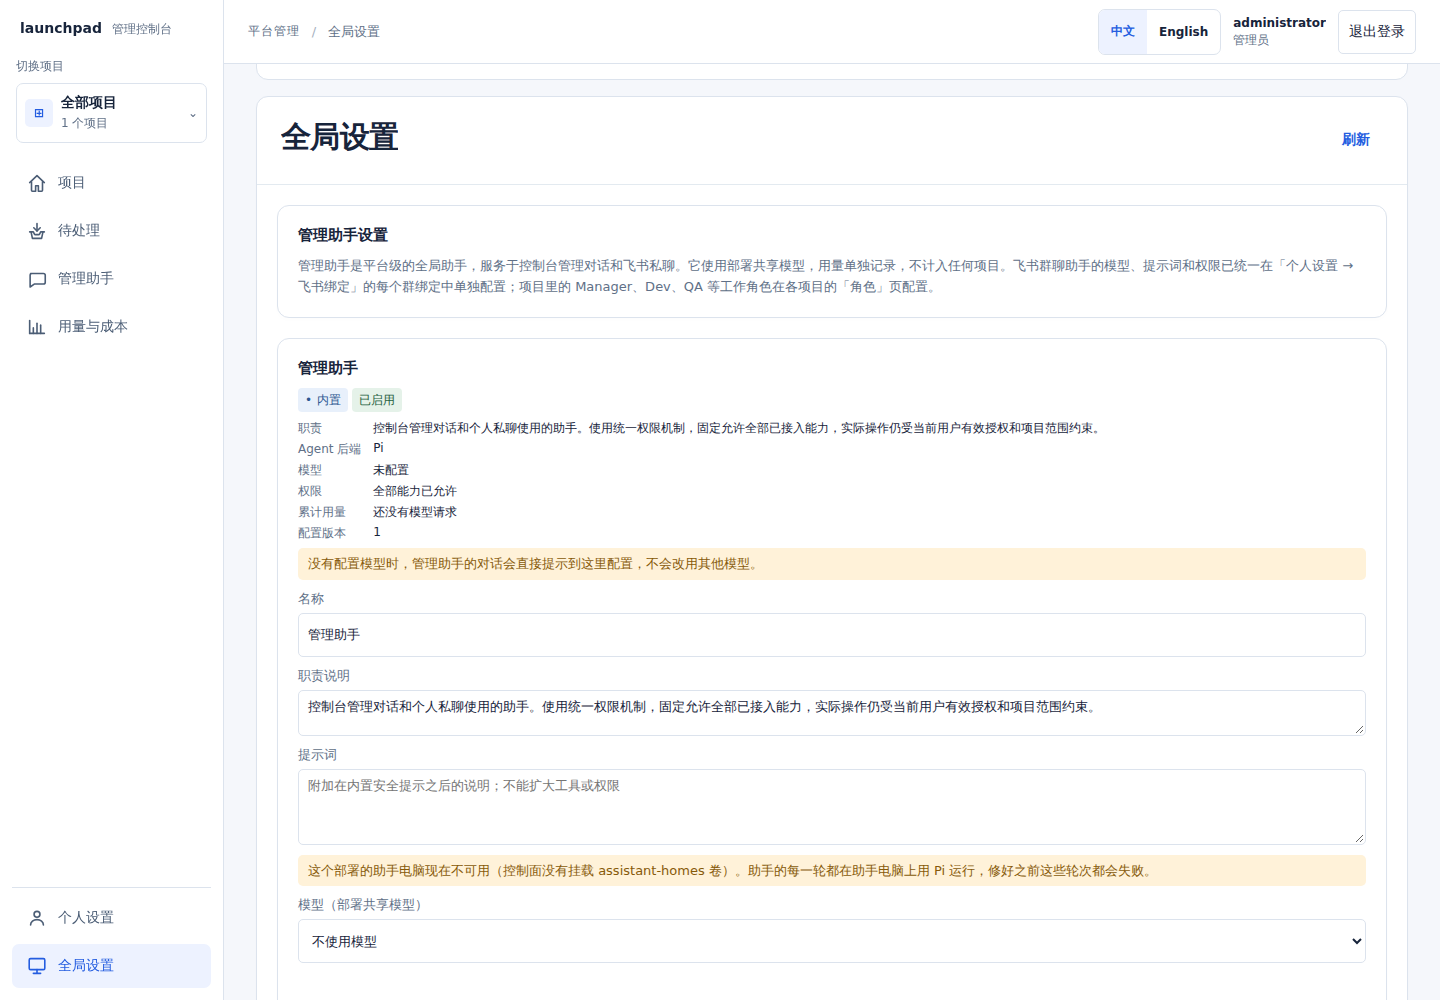 launchpad 管理控制台
切换项目
全部项目
1 个项目
项目
待处理
管理助手
用量与成本
个人设置
全局设置
平台管理 / 全局设置
中文 English
administrator
管理员
退出登录
全局设置
刷新
管理助手设置
管理助手是平台级的全局助手，服务于控制台管理对话和飞书私聊。它使用部署共享模型，用量单独记录，不计入任何项目。飞书群聊助手的模型、提示词和权限已统一在「个人设置 →
飞书绑定」的每个群绑定中单独配置；项目里的 Manager、Dev、QA 等工作角色在各项目的「角色」页配置。
管理助手
• 内置 已启用
职责 控制台管理对话和个人私聊使用的助手。使用统一权限机制，固定允许全部已接入能力，实际操作仍受当前用户有效授权和项目范围约束。
Agent 后端 Pi
模型 未配置
权限 全部能力已允许
累计用量 还没有模型请求
配置版本 1
没有配置模型时，管理助手的对话会直接提示到这里配置，不会改用其他模型。
名称
管理助手
职责说明
控制台管理对话和个人私聊使用的助手。使用统一权限机制，固定允许全部已接入能力，实际操作仍受当前用户有效授权和项目范围约束。
提示词
附加在内置安全提示之后的说明；不能扩大工具或权限
这个部署的助手电脑现在不可用（控制面没有挂载 assistant-homes 卷）。助手的每一轮都在助手电脑上用 Pi 运行，修好之前这些轮次都会失败。
模型（部署共享模型）
不使用模型